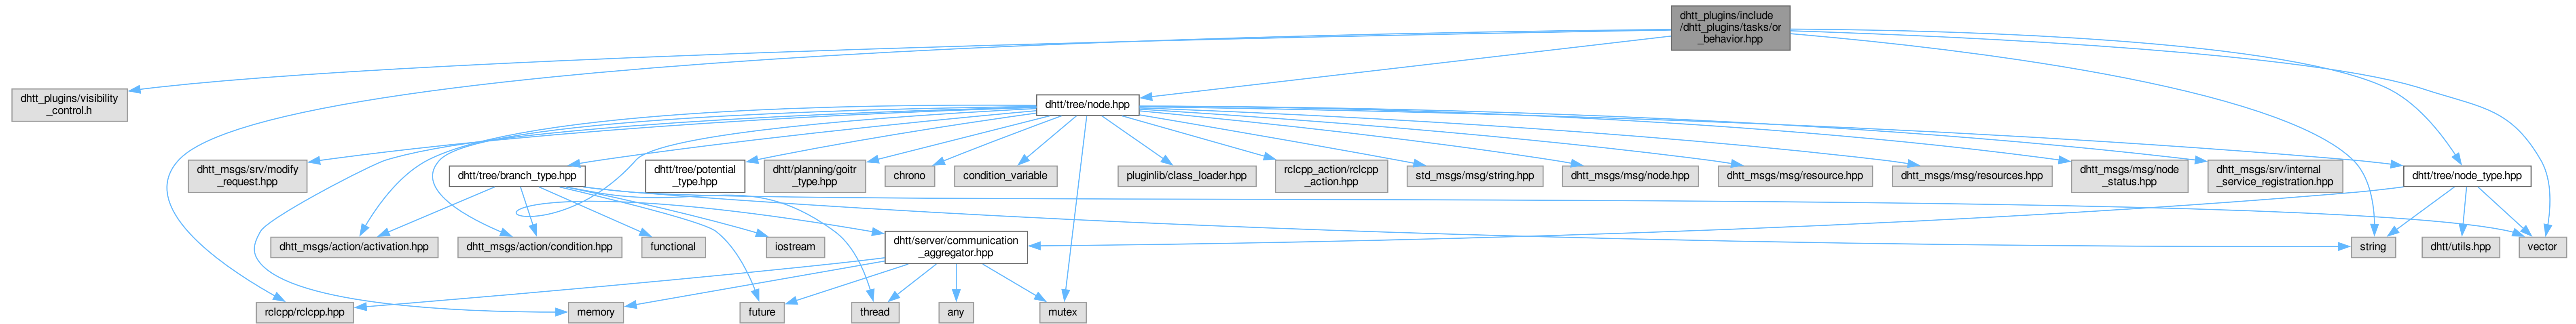 dhtt_plugins/include
/dhtt_plugins/tasks/or
_behavior.hpp
dhtt_plugins/visibility
_control.h
dhtt/tree/node.hpp
dhtt_msgs/srv/modify
_request.hpp
dhtt/tree/branch_type.hpp
dhtt/tree/potential
_type.hpp
dhtt/planning/goitr
_type.hpp
chrono
condition_variable
pluginlib/class_loader.hpp
rclcpp_action/rclcpp
_action.hpp
std_msgs/msg/string.hpp
dhtt_msgs/msg/node.hpp
dhtt_msgs/msg/resource.hpp
dhtt_msgs/msg/resources.hpp
dhtt_msgs/msg/node
_status.hpp
dhtt_msgs/srv/internal
_service_registration.hpp
dhtt/tree/node_type.hpp
dhtt_msgs/action/activation.hpp
dhtt_msgs/action/condition.hpp
functional
iostream
dhtt/server/communication
_aggregator.hpp
string
dhtt/utils.hpp
vector
rclcpp/rclcpp.hpp
memory
future
thread
any
mutex